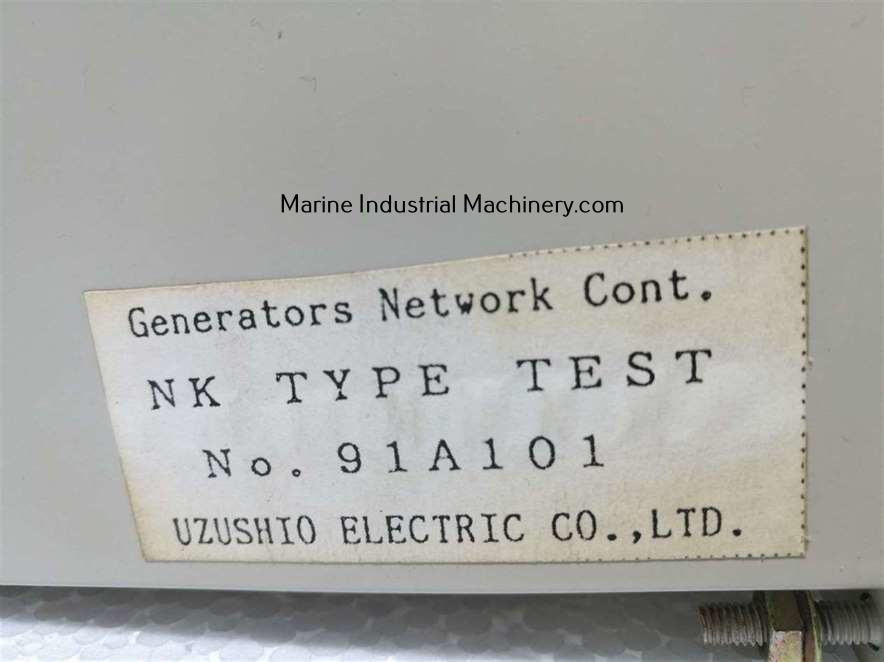 Marine Industrial Machinery.com
Generators Network Cont.
NK TYPE TEST
No. 91A101
UZUSHIO ELECTRIC CO.,LTD.